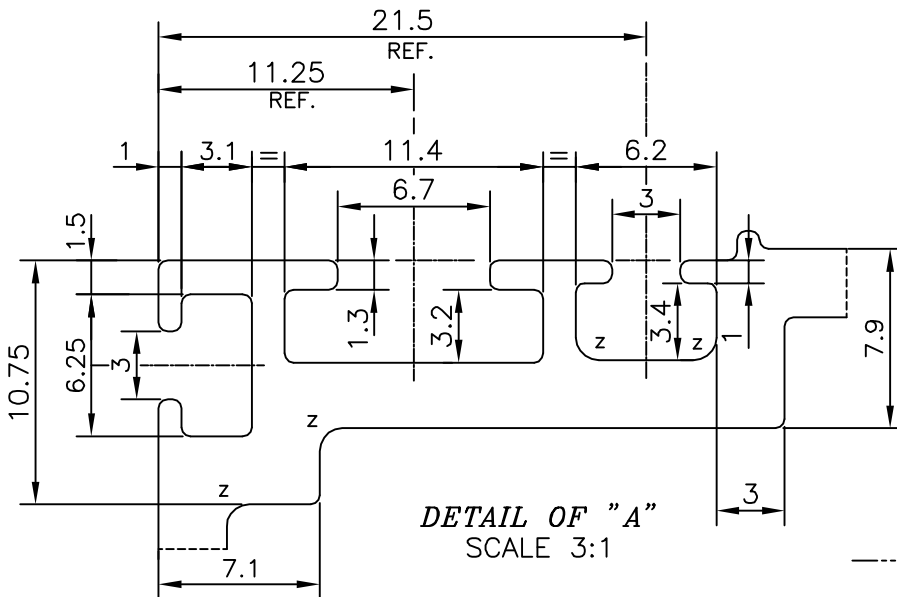 21.5
REF.
11.25
REF.
1 3.1 = 11.4 = 6.2
6.7 3
1.5
1.3 3.2 3.4 1
z z
10.75 6.25 3 7.9
z
z
3
DETAIL OF "A"
SCALE 3:1
7.1